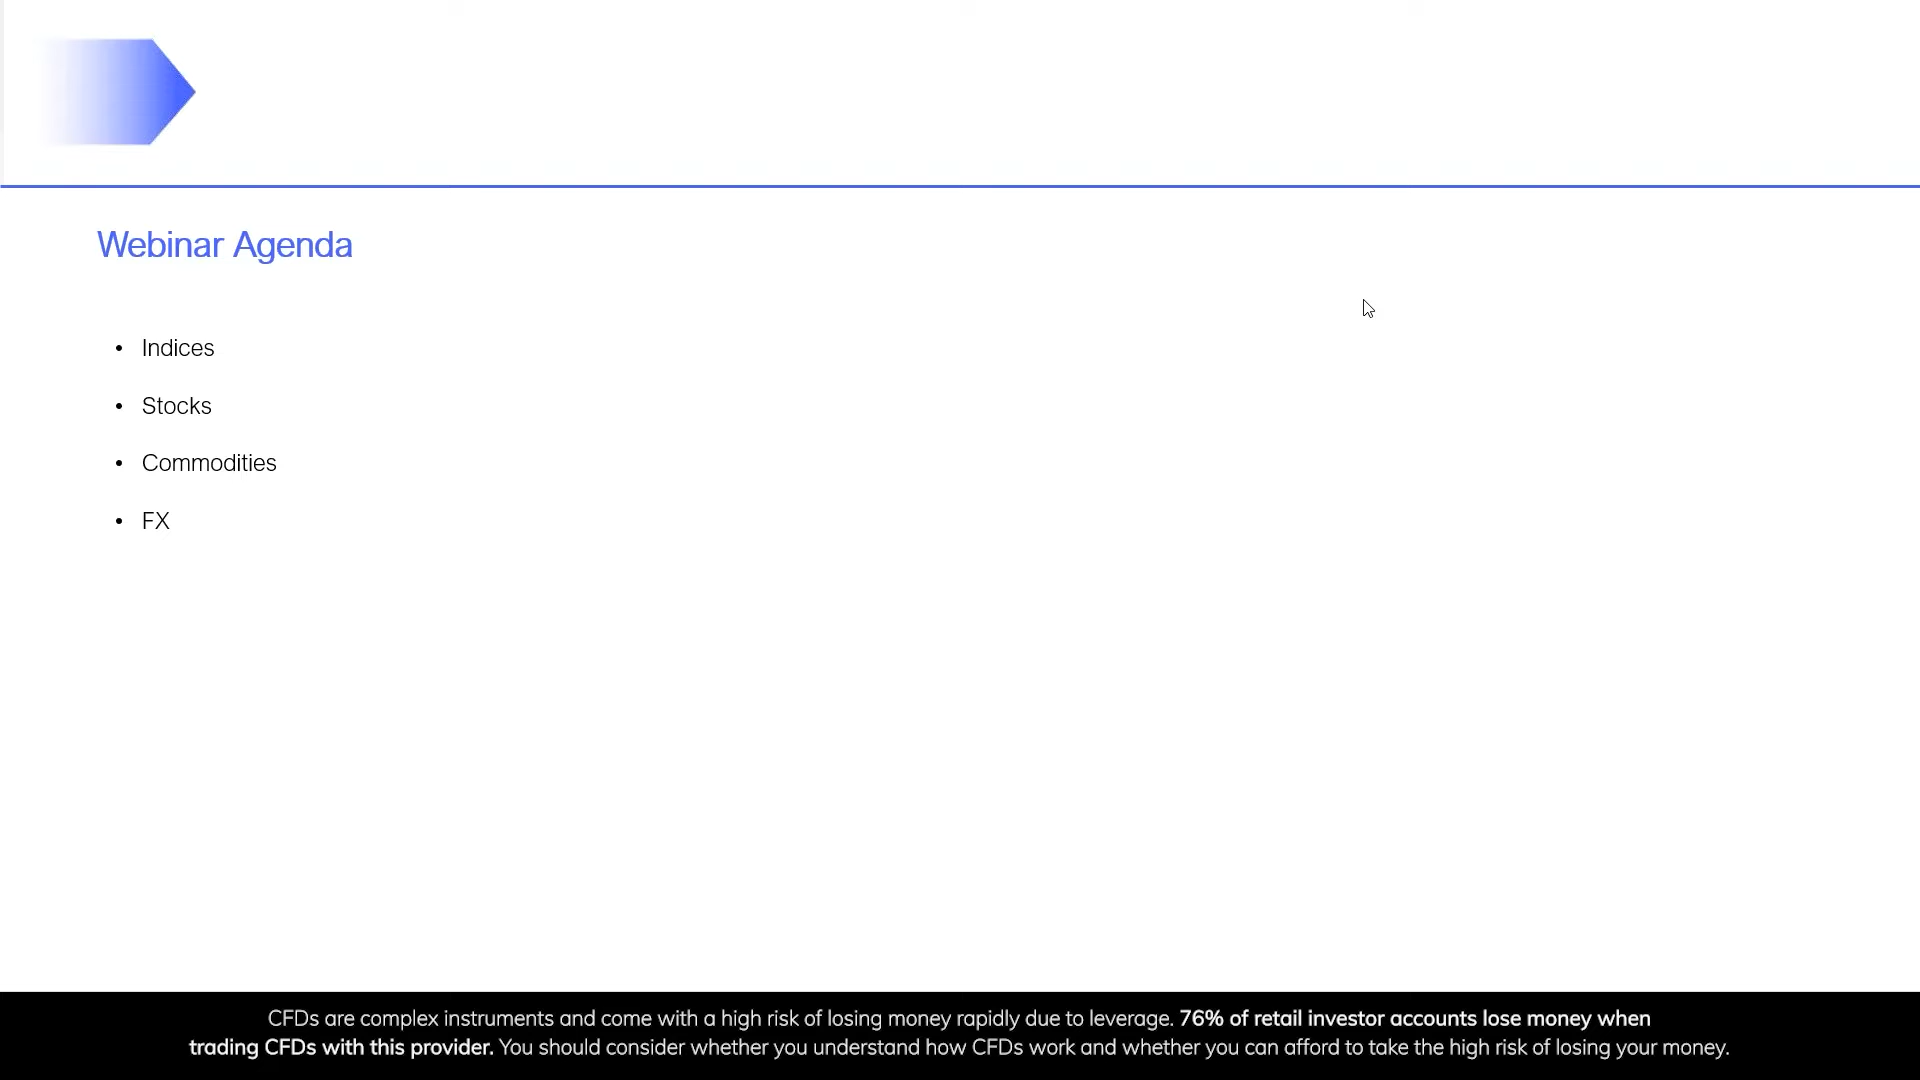 Webinar Agenda
• Indices
• Stocks
• Commodities
• FX
CFDs are complex instruments and come with a high risk of losing money rapidly due to leverage. 76% of retail investor accounts lose money when
trading CFDs with this provider. You should consider whether you understand how CFDs work and whether you can afford to take the high risk of losing your money.